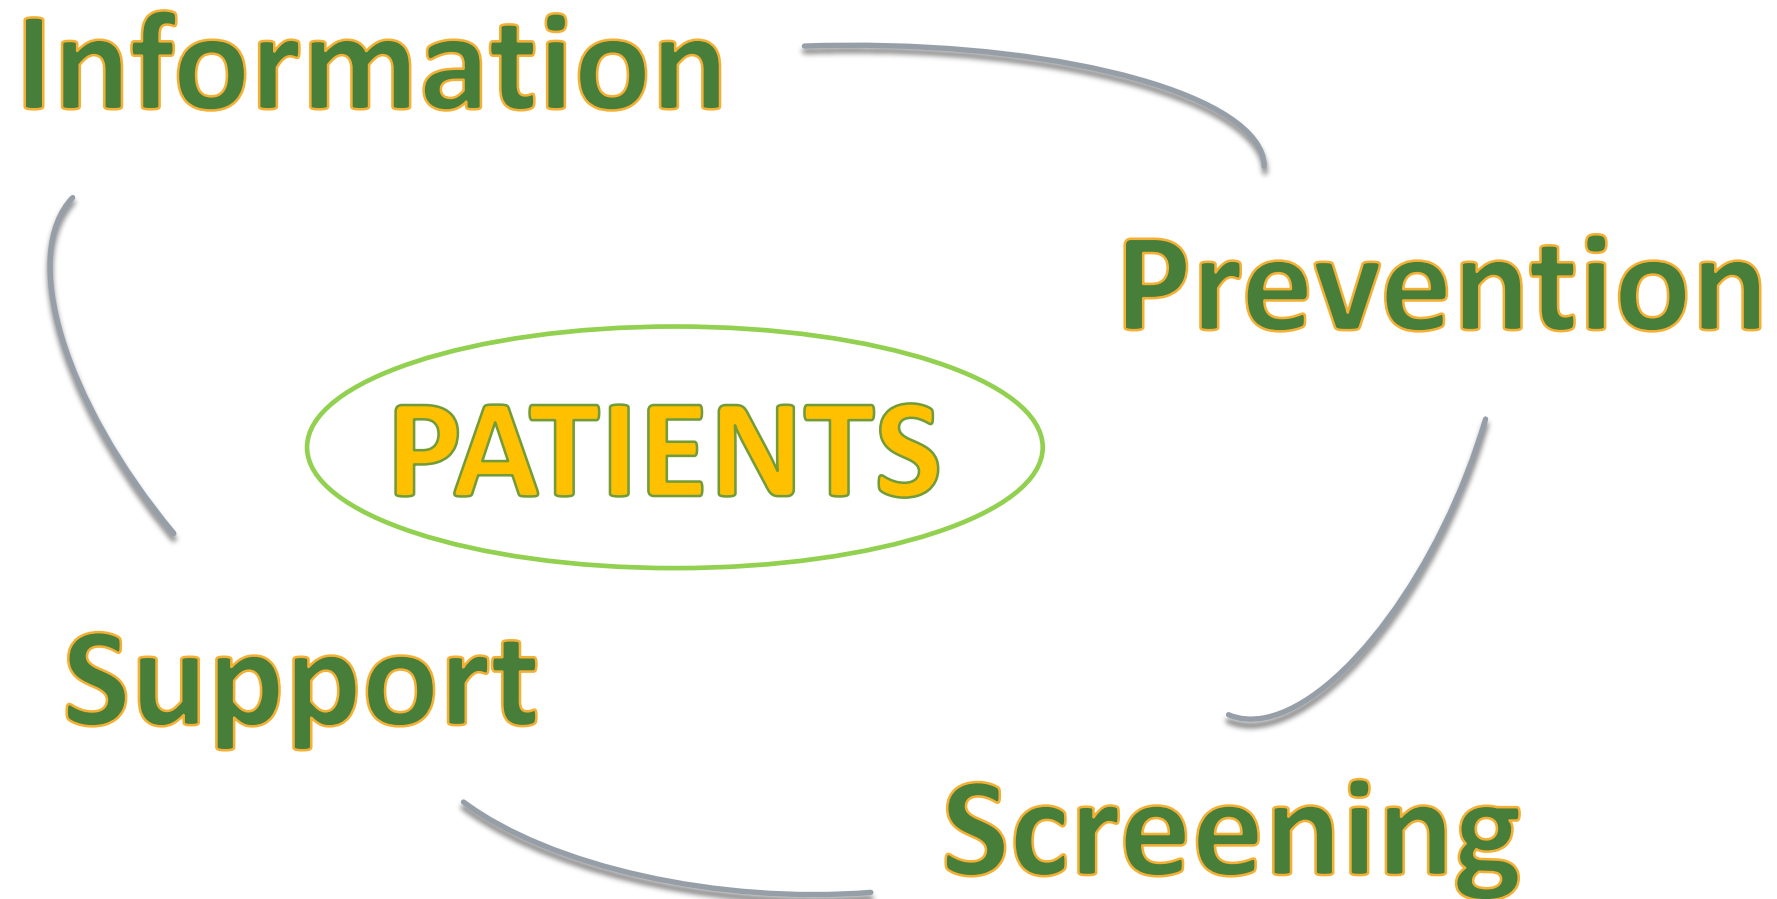 Information
Prevention
PATIENTS
Support
Screening